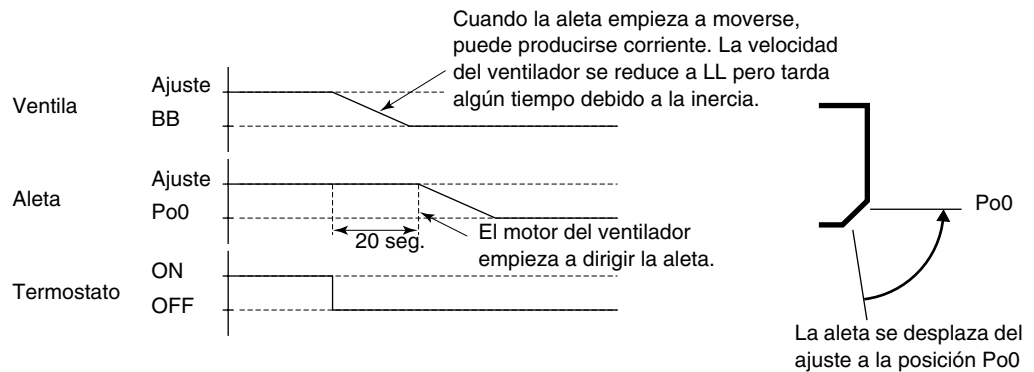 Cuando la aleta empieza a moverse,
puede producirse corriente. La velocidad
del ventilador se reduce a LL pero tarda
algún tiempo debido a la inercia.
Ventila
Ajuste
BB
Aleta
Ajuste
Po0
20 seg.
El motor del ventilador
empieza a dirigir la aleta.
Termostato
ON
OFF
Po0
La aleta se desplaza del
ajuste a la posición Po0